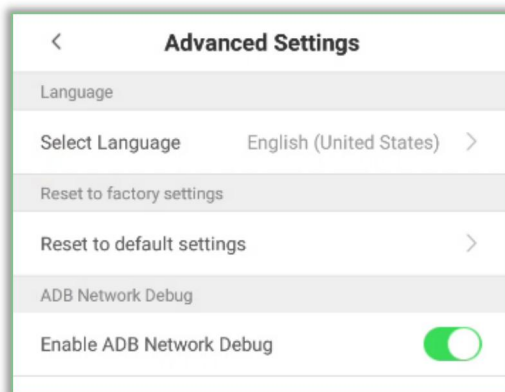 Advanced Settings
Language
Select Language English (United States)
Reset to factory settings
Reset to default settings
ADB Network Debug
Enable ADB Network Debug